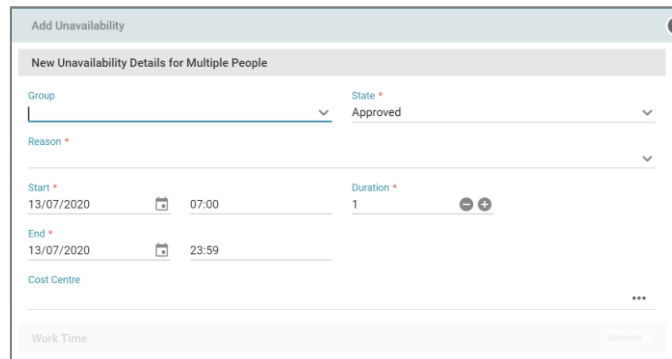 Add Unavailability
New Unavailability Details for Multiple People
Group State *
Approved
Reason *
Start * Duration *
13/07/2020 07:00 1
End *
13/07/2020 23:59
Cost Centre
Work Time Refresh